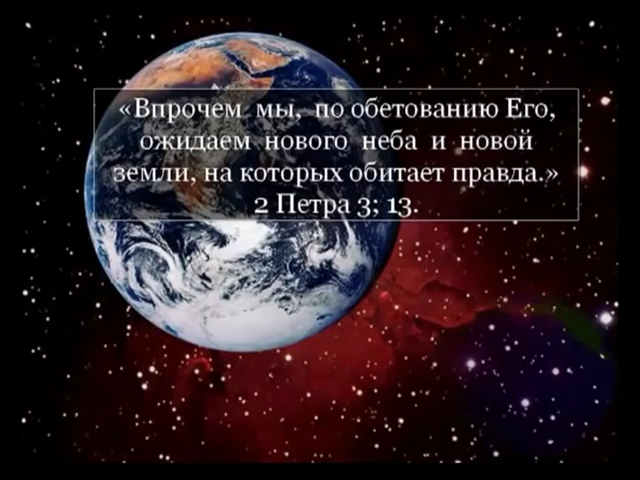 «Впрочем мы, по обетованию Его,
ожидаем нового неба и новой
земли, на которых обитает правда.»
2 Петра 3; 13.